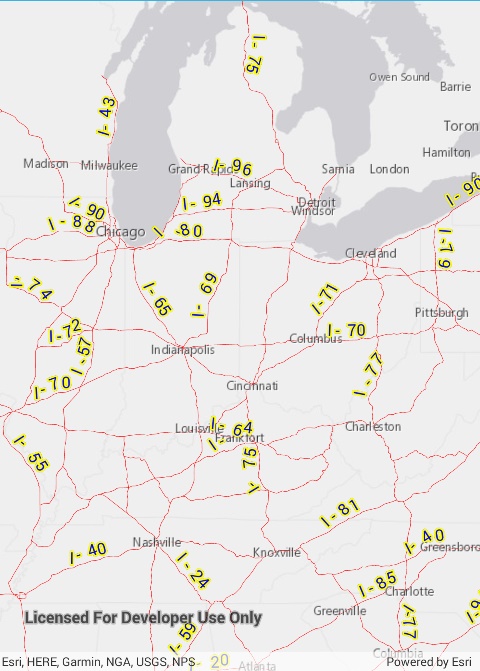 I- 75
Owen Sound
Barrie
I- 43
Toron
Hamilton
Madison
Milwaukee
Grand Rapids
I- 96
Sarnia
London
Lansing
I- 90
I- 90
I- 94
Detroit
Windsor
I- 88
Chicago
I- 80
I-79
Cleveland
I- 74
I- 65
I- 69
I-71
Pittsburgh
I-72
I- 70
I-57
Columbus
Indianapolis
I- 77
I- 70
Cincinnati
Louisville
I- 64
Frankfort
Charleston
I- 55
I- 75
I- 81
I- 40
Nashville
I- 40
Knoxville
Greensboro
I- 24
I- 85
Charlotte
Licensed For Developer Use Only
Greenville
I-77
I- 59
Columbia
I- 20
Atlanta
Esri, HERE, Garmin, NGA, USGS, NPS
Powered by Esri